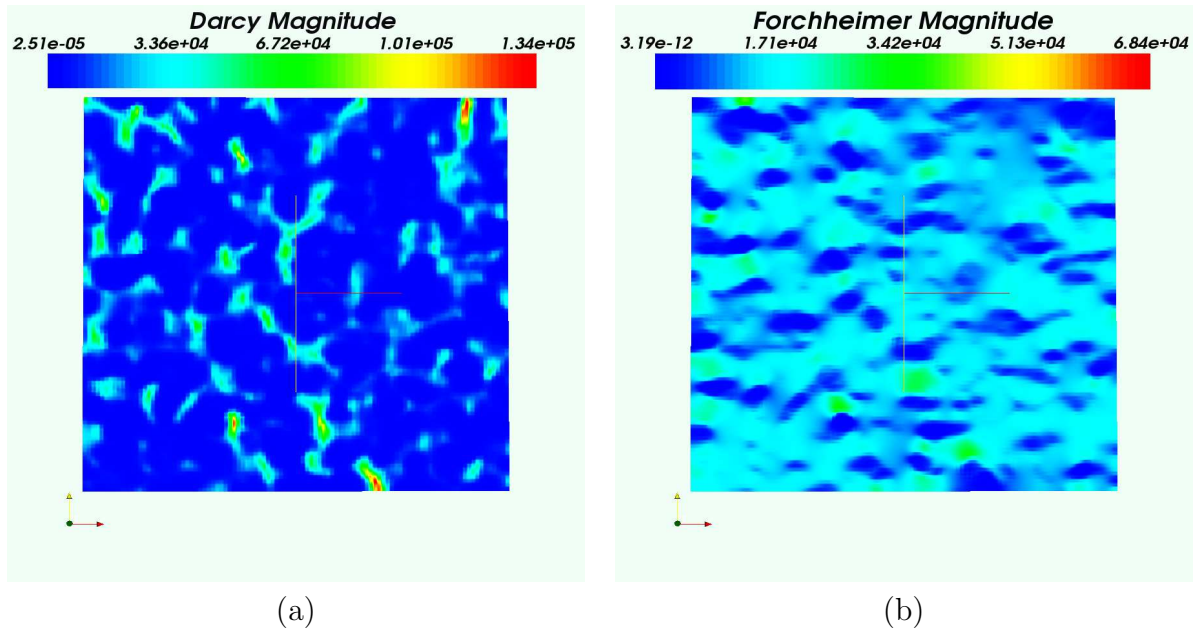 Darcy Magnitude
2.51e-05 3.36e+04 6.72e+04 1.01e+05 1.34e+05
Forchheimer Magnitude
3.19e-12 1.71e+04 3.42e+04 5.13e+04 6.84e+04
(a)
(b)